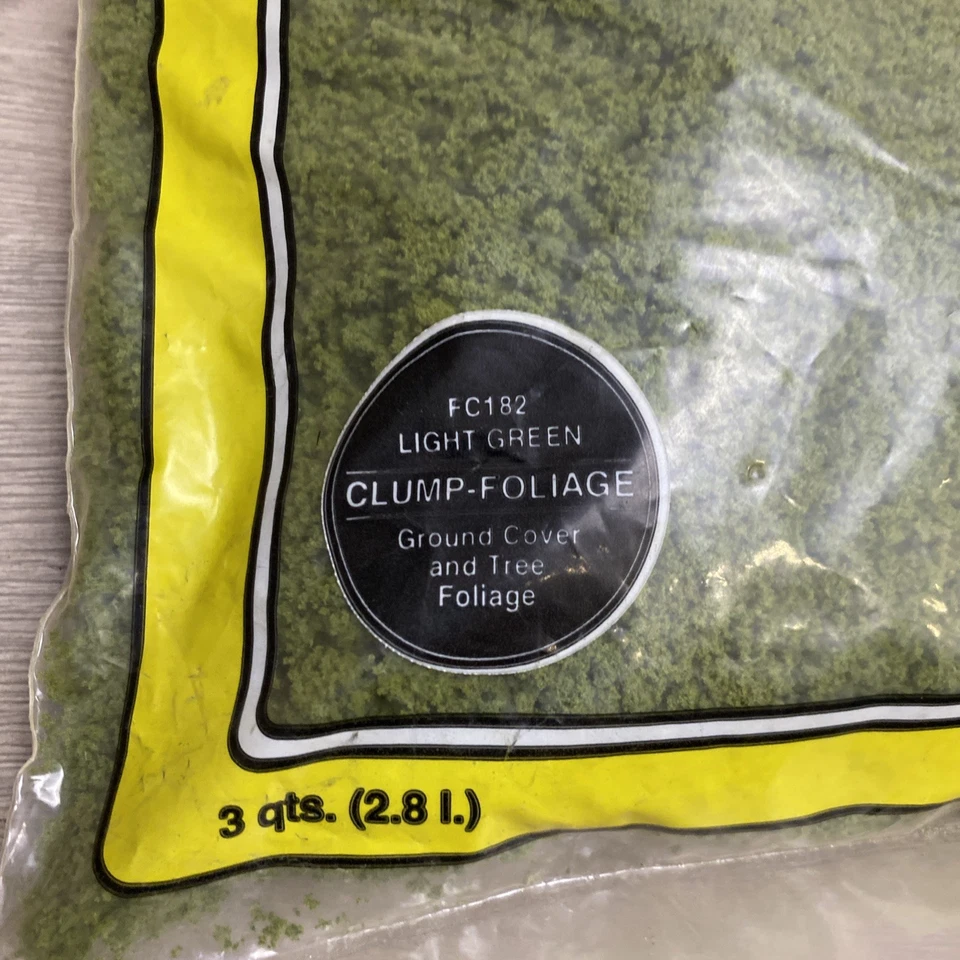 FC182
LIGHT GREEN
CLUMP-FOLIAGE
Ground Cover
and Tree
Foliage
3 qts. (2.8 l.)